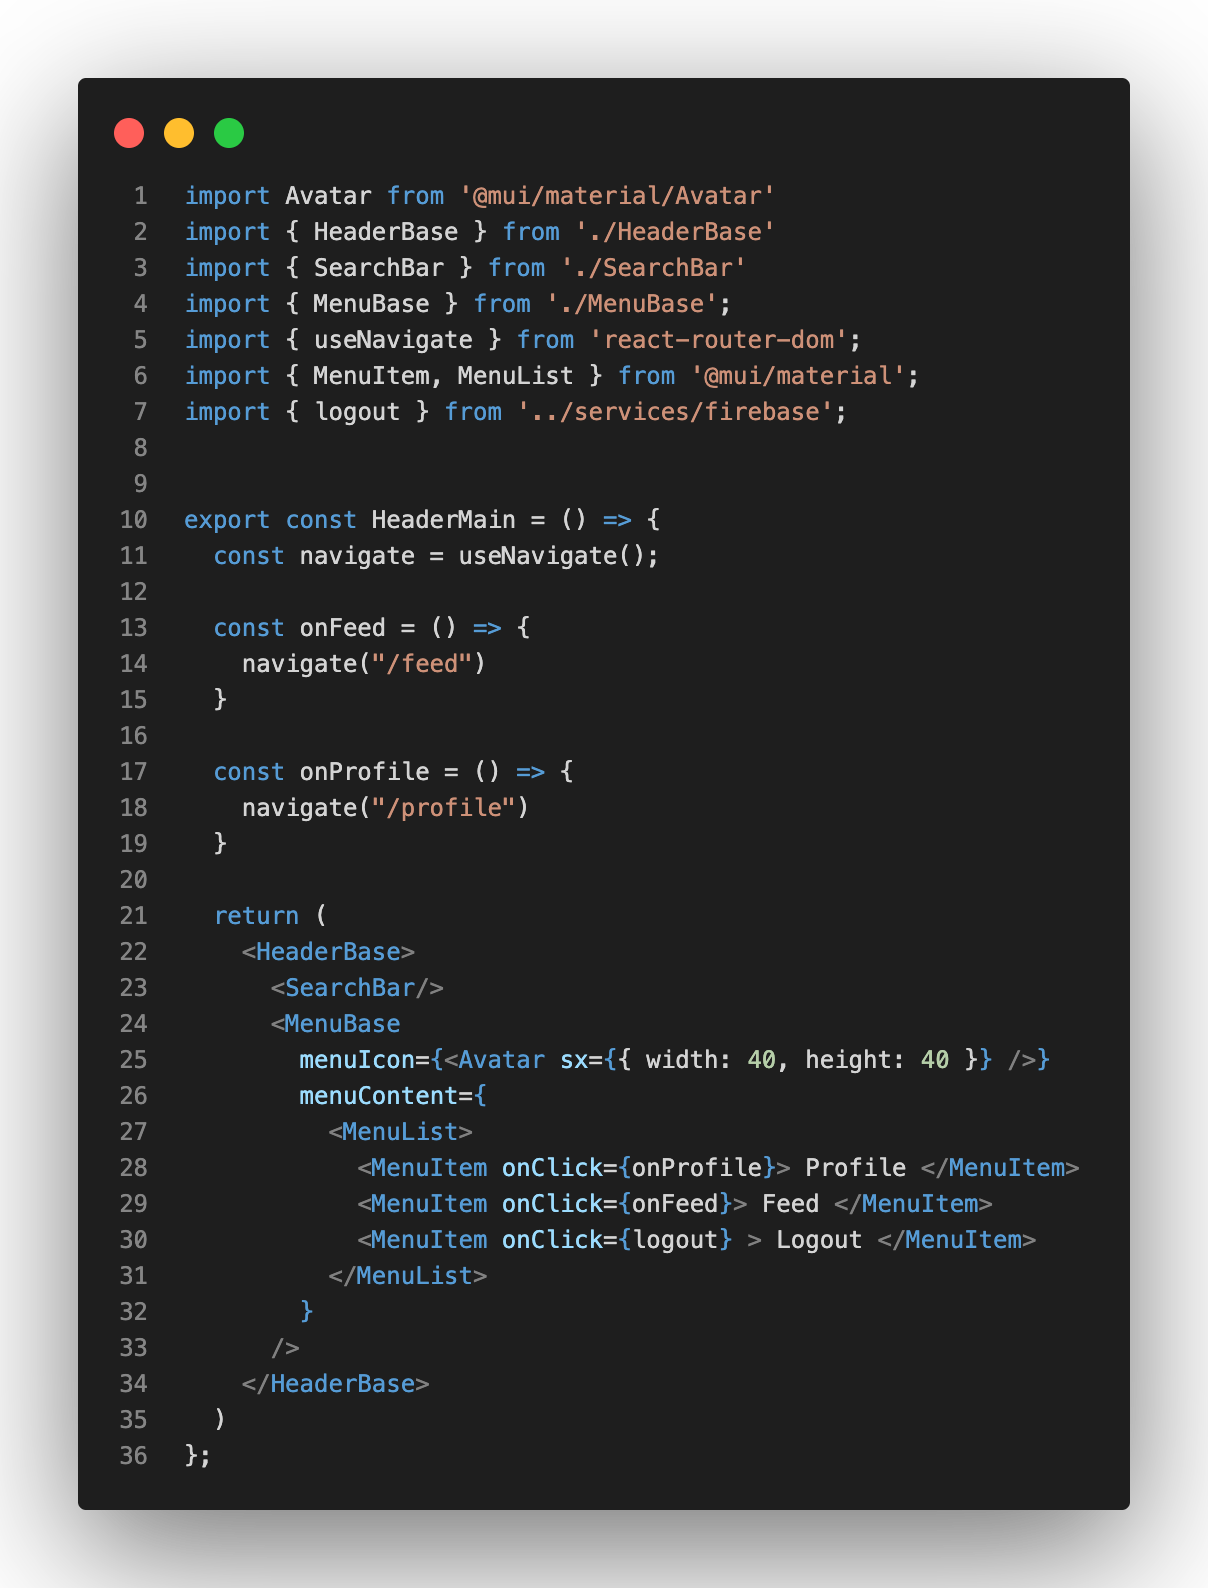 1 import Avatar from '@mui/material/Avatar'
2 import { HeaderBase } from './HeaderBase'
3 import { SearchBar } from './SearchBar'
4 import { MenuBase } from './MenuBase';
5 import { useNavigate } from 'react-router-dom';
6 import { MenuItem, MenuList } from '@mui/material';
7 import { logout } from '../services/firebase';
8
9
10 export const HeaderMain = () => {
11   const navigate = useNavigate();
12
13   const onFeed = () => {
14     navigate("/feed")
15   }
16
17   const onProfile = () => {
18     navigate("/profile")
19   }
20
21   return (
22     <HeaderBase>
23       <SearchBar/>
24       <MenuBase
25         menuIcon={<Avatar sx={{ width: 40, height: 40 }} />}
26         menuContent={
27           <MenuList>
28             <MenuItem onClick={onProfile}> Profile </MenuItem>
29             <MenuItem onClick={onFeed}> Feed </MenuItem>
30             <MenuItem onClick={logout} > Logout </MenuItem>
31           </MenuList>
32         }
33       />
34     </HeaderBase>
35   )
36 };